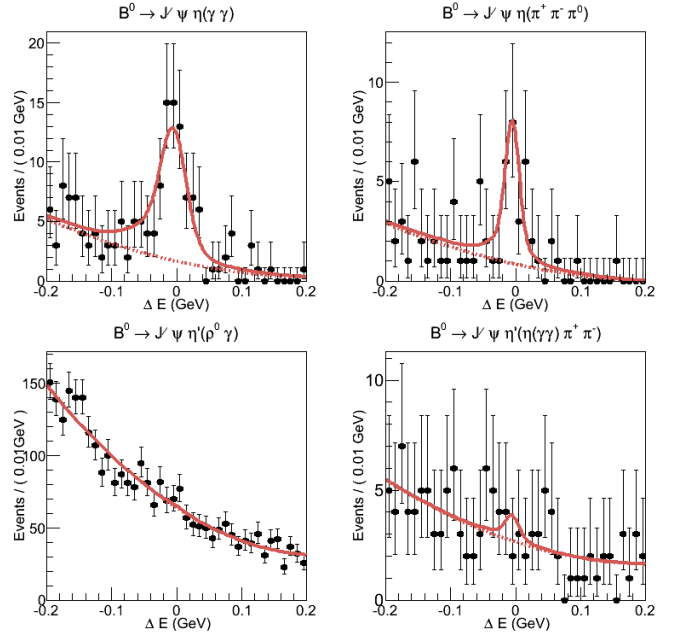 B⁰ → J/ ψ η(γ γ)
Events / ( 0.01 GeV)
20
15
10
5
0
-0.2 -0.1 0 0.1 0.2
Δ E (GeV)
B⁰ → J/ ψ η(π⁺ π⁻ π⁰)
Events / ( 0.01 GeV)
10
5
0
-0.2 -0.1 0 0.1 0.2
Δ E (GeV)
B⁰ → J/ ψ η'(ρ⁰ γ)
Events / ( 0.01GeV )
150
100
50
0
-0.2 -0.1 0 0.1 0.2
Δ E (GeV)
B⁰ → J/ ψ η'(η(γγ) π⁺ π⁻)
Events / ( 0.01 GeV)
10
5
0
-0.2 -0.1 0 0.1 0.2
Δ E (GeV)